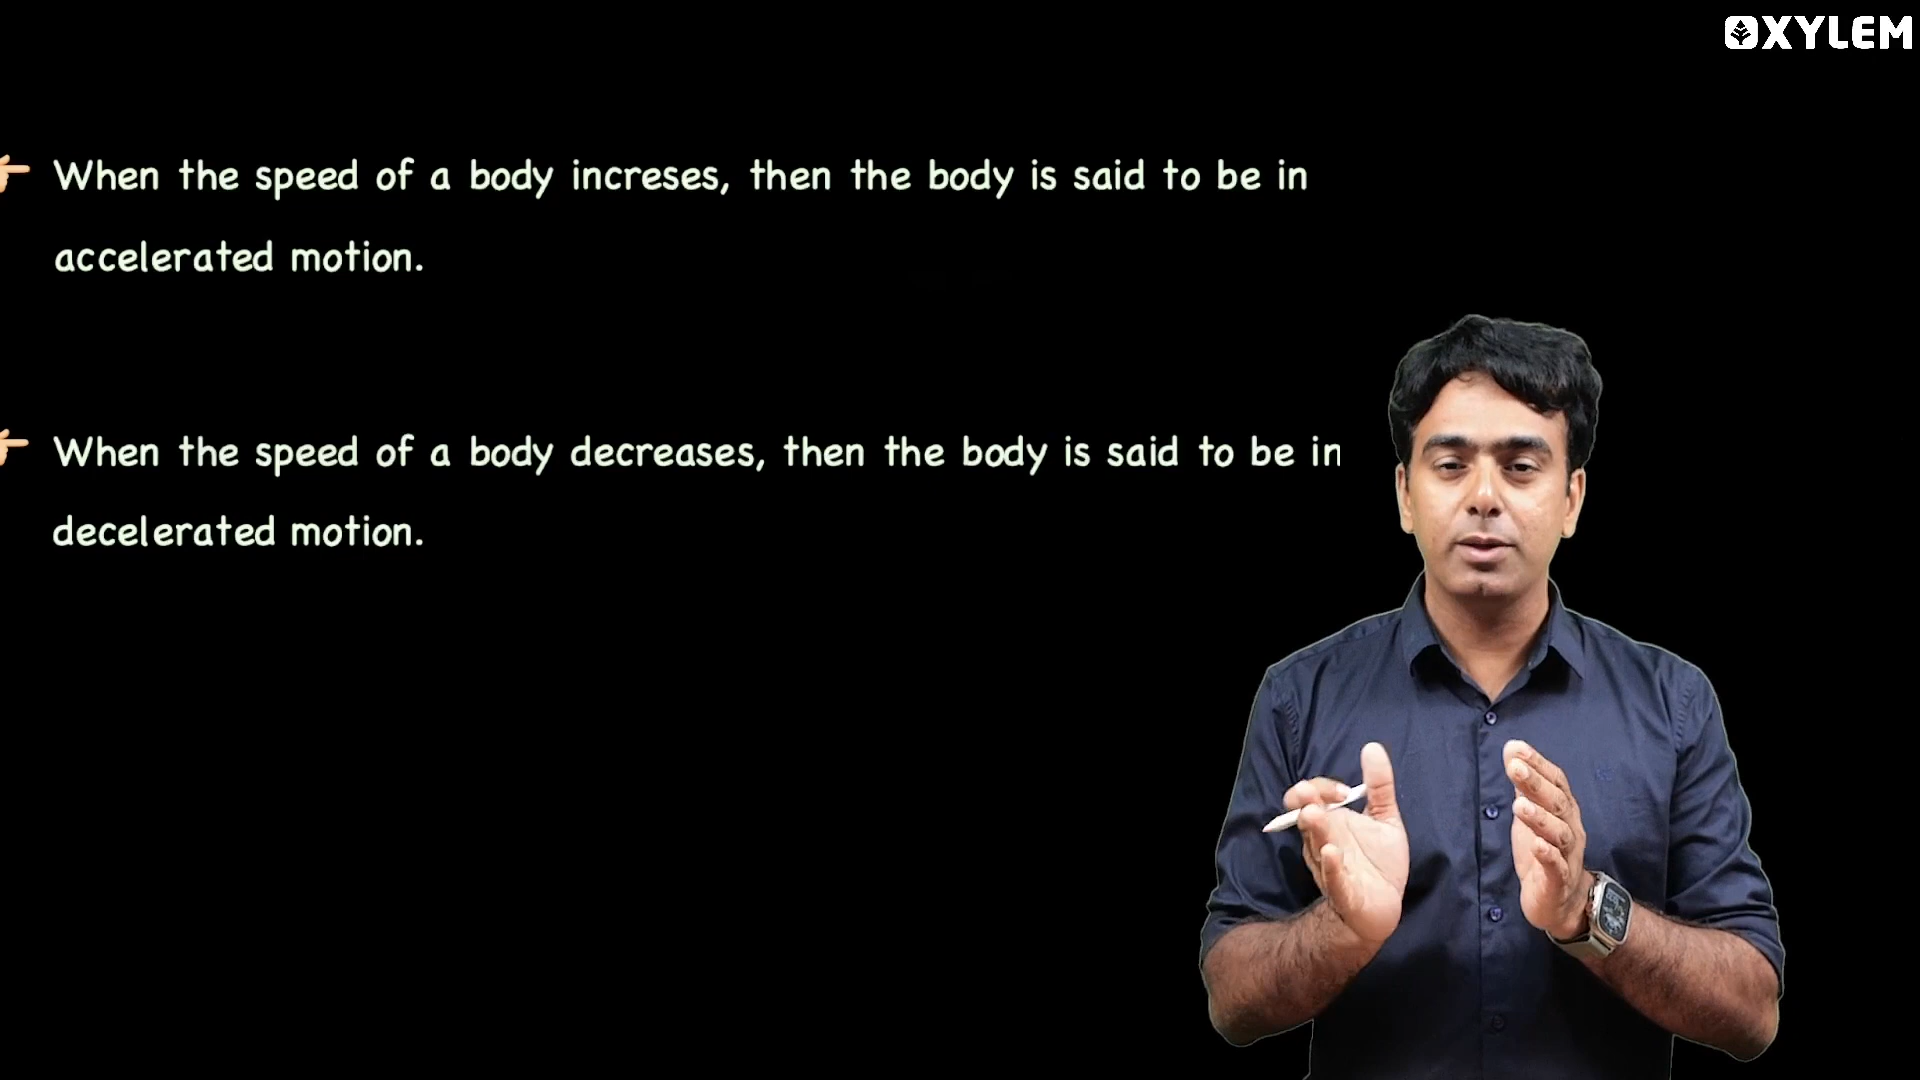 XYLEM
When the speed of a body increses, then the body is said to be in
accelerated motion.
When the speed of a body decreases, then the body is said to be in
decelerated motion.